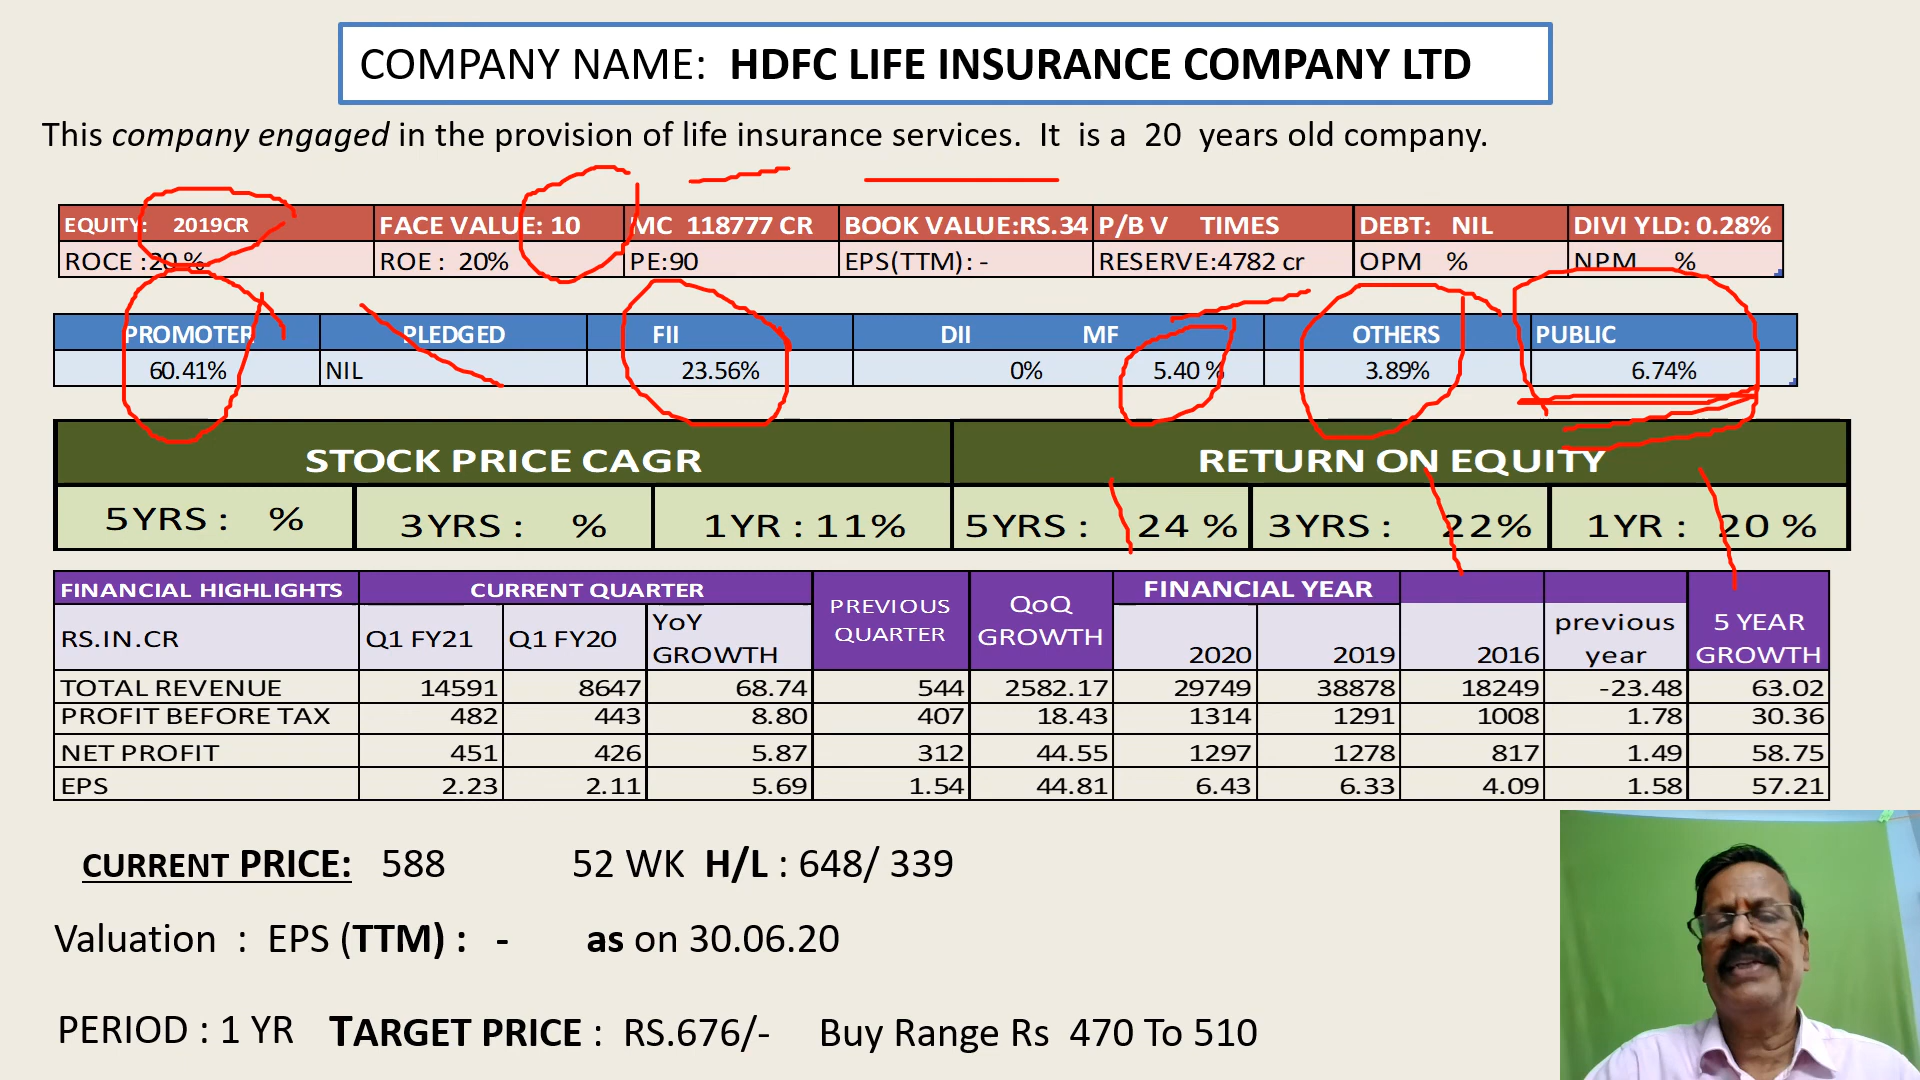 COMPANY NAME: HDFC LIFE INSURANCE COMPANY LTD
This company engaged in the provision of life insurance services. It is a 20 years old company.
EQUITY: 2019CR FACE VALUE: 10 MC 118777 CR BOOK VALUE:RS.34 P/B V TIMES DEBT: NIL DIVI YLD: 0.28%
ROCE :20 % ROE : 20% PE:90 EPS(TTM): - RESERVE:4782 cr OPM % NPM %
PROMOTER PLEDGED FII DII MF OTHERS PUBLIC
60.41% NIL 23.56% 0% 5.40 % 3.89% 6.74%
STOCK PRICE CAGR RETURN ON EQUITY
5YRS : % 3YRS : % 1YR : 11% 5YRS : 24 % 3YRS : 22% 1YR : 20 %
FINANCIAL HIGHLIGHTS CURRENT QUARTER PREVIOUS QUARTER QoQ GROWTH FINANCIAL YEAR 5 YEAR GROWTH
RS.IN.CR Q1 FY21 Q1 FY20 YoY GROWTH 2020 2019 2016 previous year
TOTAL REVENUE 14591 8647 68.74 544 2582.17 29749 38878 18249 -23.48 63.02
PROFIT BEFORE TAX 482 443 8.80 407 18.43 1314 1291 1008 1.78 30.36
NET PROFIT 451 426 5.87 312 44.55 1297 1278 817 1.49 58.75
EPS 2.23 2.11 5.69 1.54 44.81 6.43 6.33 4.09 1.58 57.21
CURRENT PRICE: 588 52 WK H/L : 648/ 339
Valuation : EPS (TTM) : - as on 30.06.20
PERIOD : 1 YR TARGET PRICE : RS.676/- Buy Range Rs 470 To 510